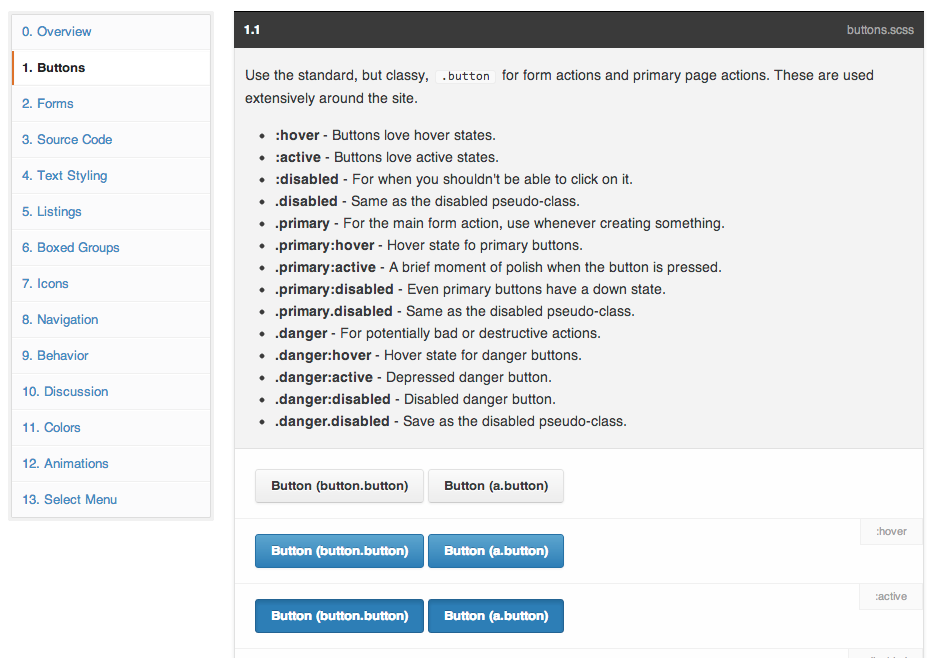 0. Overview
1. Buttons
2. Forms
3. Source Code
4. Text Styling
5. Listings
6. Boxed Groups
7. Icons
8. Navigation
9. Behavior
10. Discussion
11. Colors
12. Animations
13. Select Menu
1.1 buttons.scss
Use the standard, but classy, .button for form actions and primary page actions. These are used
extensively around the site.
• :hover - Buttons love hover states.
• :active - Buttons love active states.
• :disabled - For when you shouldn't be able to click on it.
• .disabled - Same as the disabled pseudo-class.
• .primary - For the main form action, use whenever creating something.
• .primary:hover - Hover state fo primary buttons.
• .primary:active - A brief moment of polish when the button is pressed.
• .primary:disabled - Even primary buttons have a down state.
• .primary.disabled - Same as the disabled pseudo-class.
• .danger - For potentially bad or destructive actions.
• .danger:hover - Hover state for danger buttons.
• .danger:active - Depressed danger button.
• .danger:disabled - Disabled danger button.
• .danger.disabled - Save as the disabled pseudo-class.
Button (button.button) Button (a.button)
:hover
Button (button.button) Button (a.button)
:active
Button (button.button) Button (a.button)